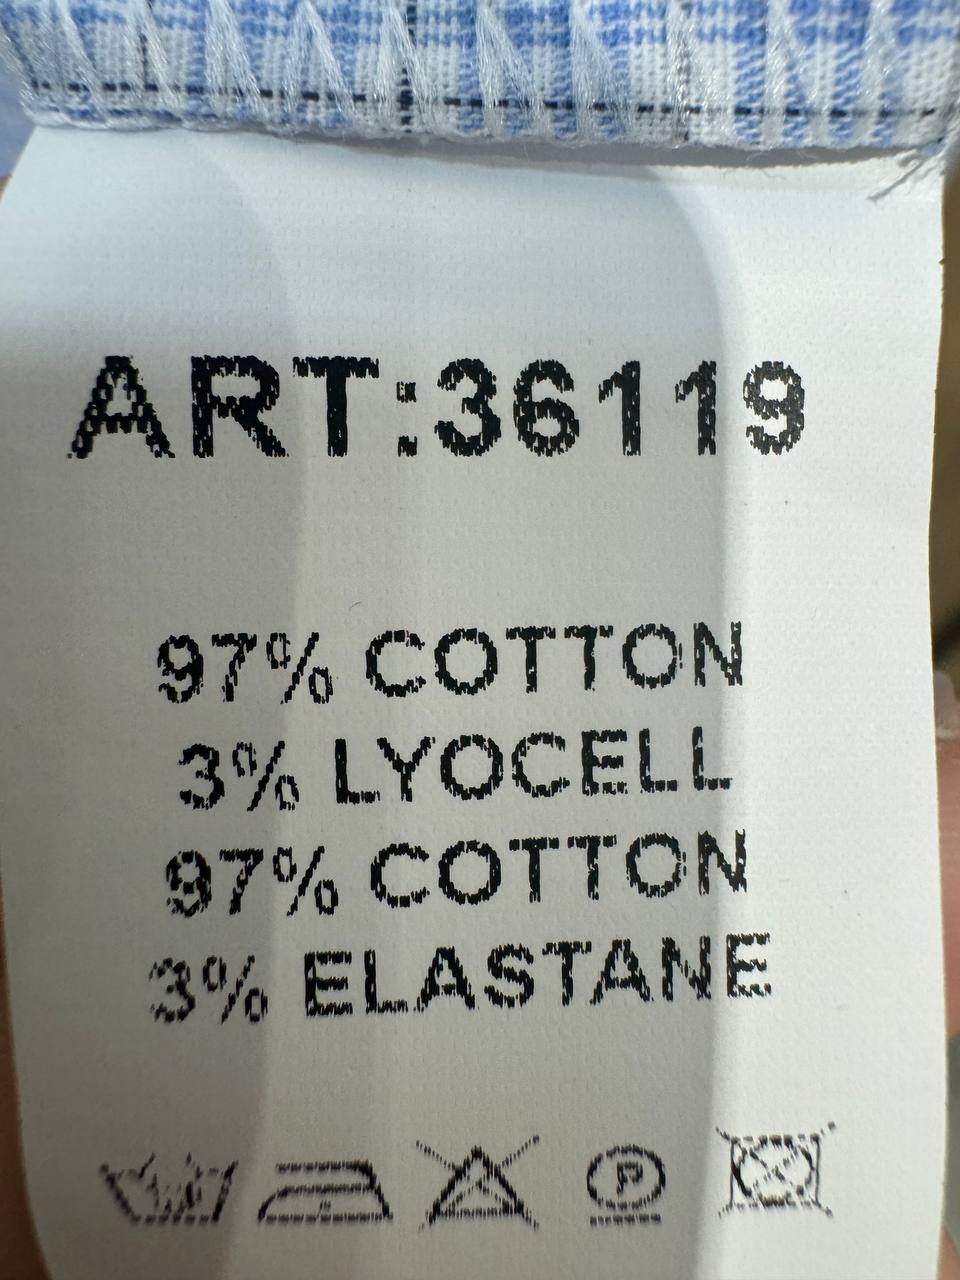 ART:36119
97% COTTON
3% LYOCELL
97% COTTON
3% ELASTANE
P